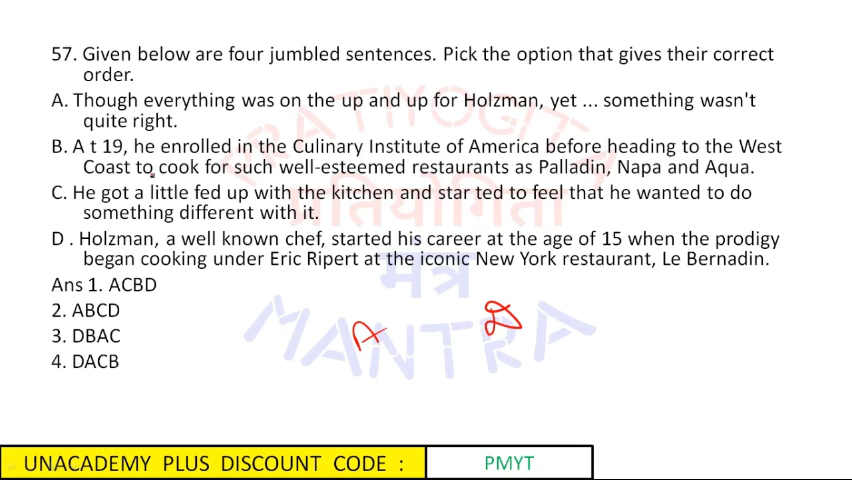 57. Given below are four jumbled sentences. Pick the option that gives their correct
order.
A. Though everything was on the up and up for Holzman, yet ... something wasn't
quite right.
B. A t 19, he enrolled in the Culinary Institute of America before heading to the West
Coast to cook for such well-esteemed restaurants as Palladin, Napa and Aqua.
C. He got a little fed up with the kitchen and star ted to feel that he wanted to do
something different with it.
D . Holzman, a well known chef, started his career at the age of 15 when the prodigy
began cooking under Eric Ripert at the iconic New York restaurant, Le Bernadin.
Ans 1. ACBD
2. ABCD
3. DBAC
4. DACB
A D
PRATIYOGITA
प्रतियोगिता
मंत्र
MANTRA
UNACADEMY PLUS DISCOUNT CODE :
PMYT